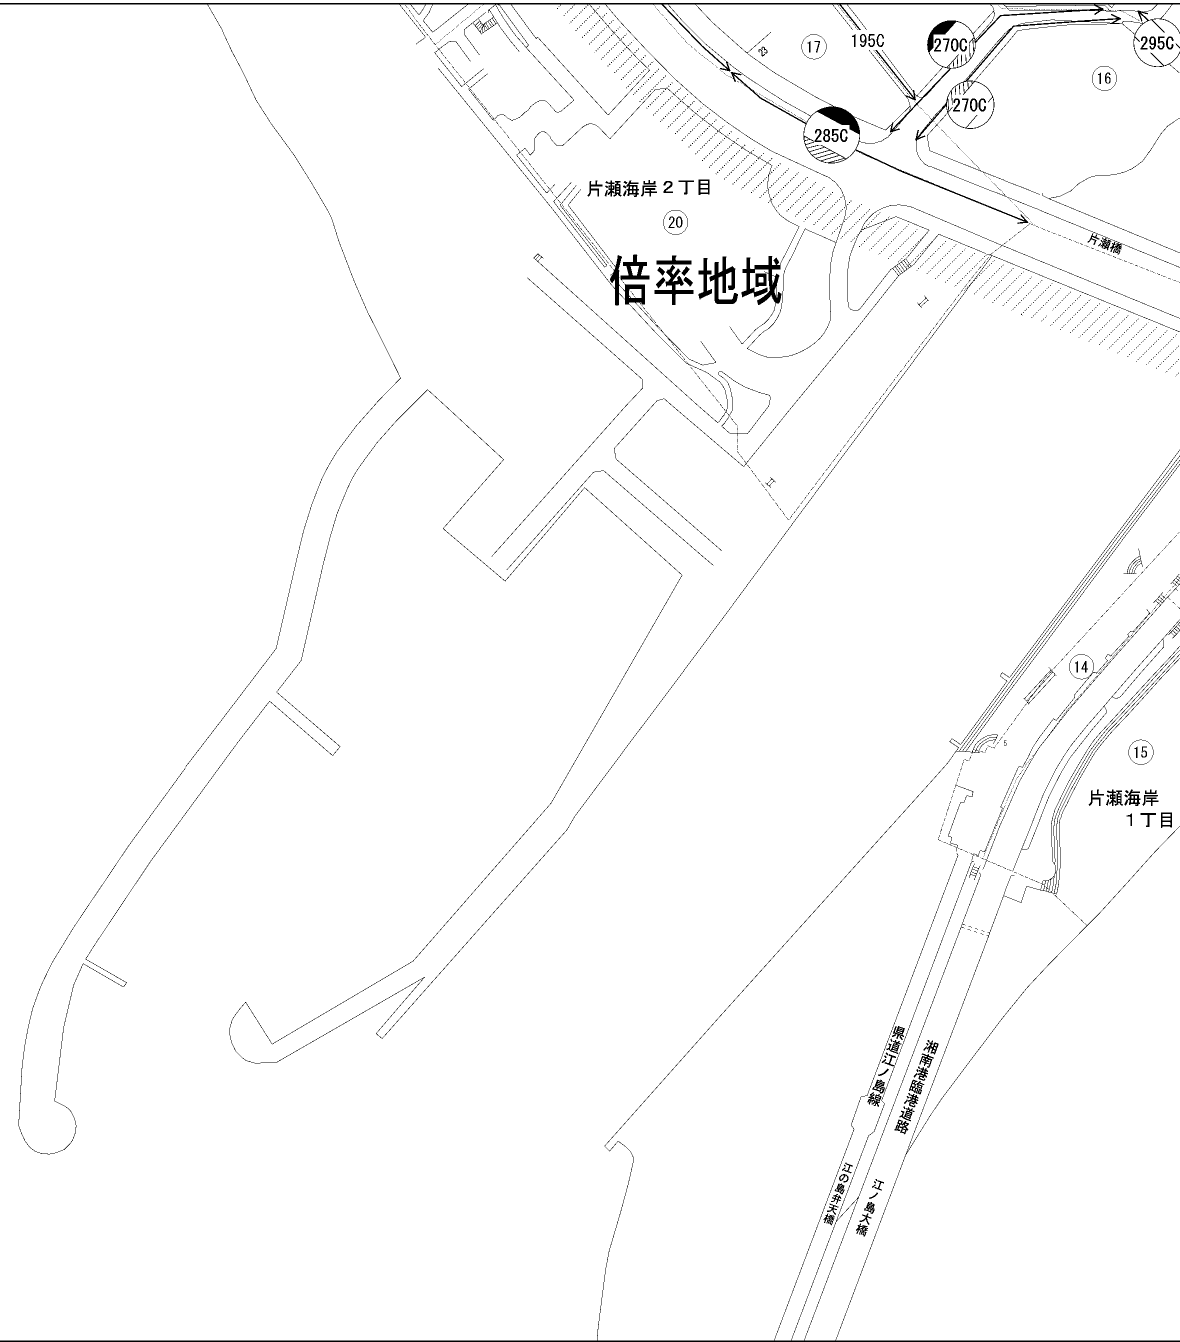 17
195C
270C
295C
23
16
270C
285C
片瀬海岸２丁目
20
片瀬橋
倍率地域
14
5
15
片瀬海岸
１丁目
県道江ノ島線
湘南港臨港道路
江の島弁天橋
江ノ島大橋